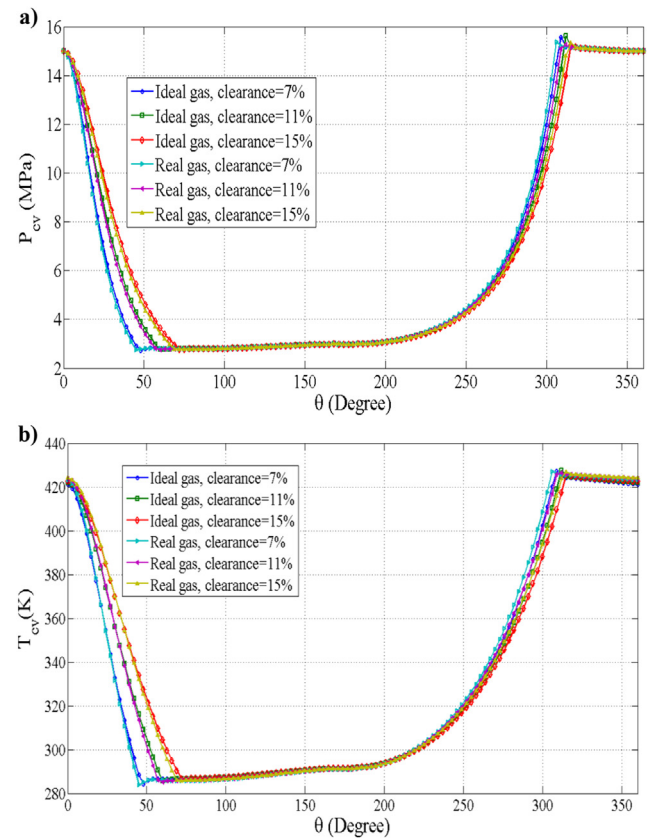 a)
16
14
12
10
8
6
4
2
P_cv (MPa)
Ideal gas, clearance=7%
Ideal gas, clearance=11%
Ideal gas, clearance=15%
Real gas, clearance=7%
Real gas, clearance=11%
Real gas, clearance=15%
0 50 100 150 200 250 300 350
θ (Degree)
b)
440
420
400
380
360
340
320
300
280
T_cv(K)
Ideal gas, clearance=7%
Ideal gas, clearance=11%
Ideal gas, clearance=15%
Real gas, clearance=7%
Real gas, clearance=11%
Real gas, clearance=15%
0 50 100 150 200 250 300 350
θ (Degree)